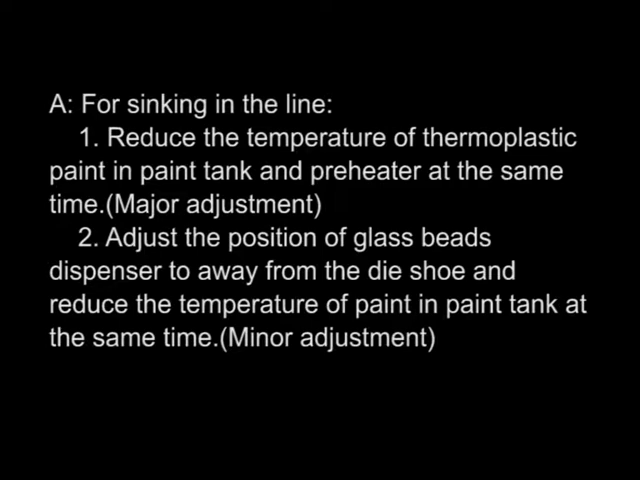 A: For sinking in the line:
1. Reduce the temperature of thermoplastic
paint in paint tank and preheater at the same
time.(Major adjustment)
2. Adjust the position of glass beads
dispenser to away from the die shoe and
reduce the temperature of paint in paint tank at
the same time.(Minor adjustment)